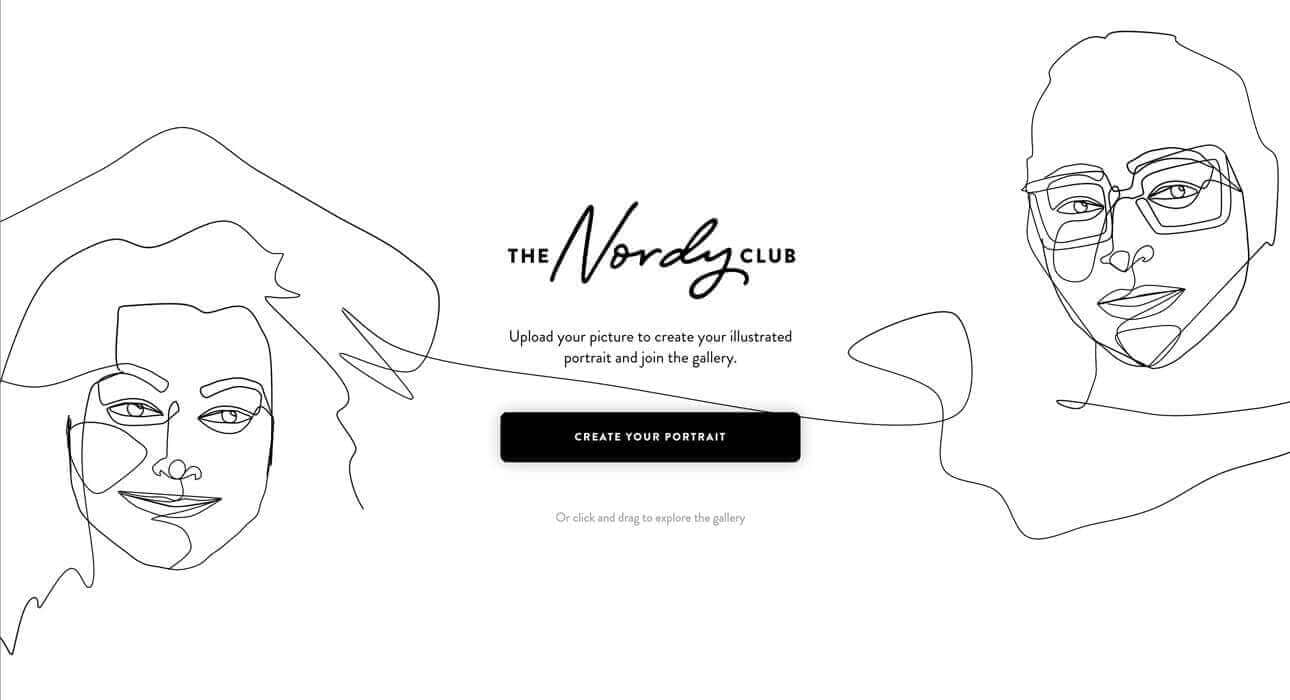 THE Nordy CLUB
Upload your picture to create your illustrated
portrait and join the gallery.
CREATE YOUR PORTRAIT
Or click and drag to explore the gallery